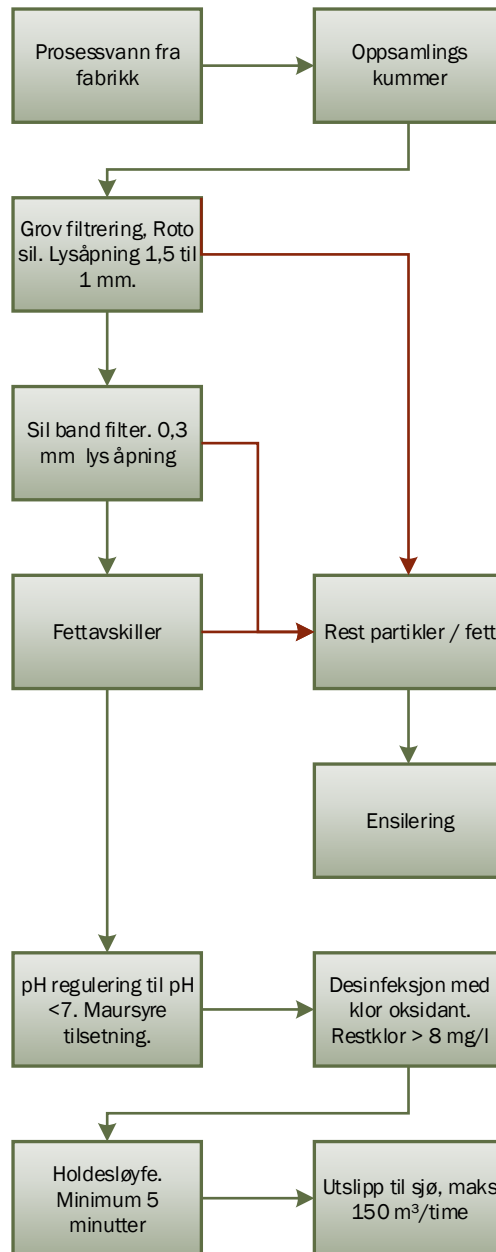 Prosessvann fra
fabrikk
Oppsamlings
kummer
Grov filtrering, Roto
sil. Lysåpning 1,5 til
1 mm.
Sil band filter. 0,3
mm lys åpning
Fettavskiller
Rest partikler / fett
Ensilering
pH regulering til pH
<7. Maursyre
tilsetning.
Desinfeksjon med
klor oksidant.
Restklor > 8 mg/l
Holdesløyfe.
Minimum 5
minutter
Utslipp til sjø, maks
150 m³/time